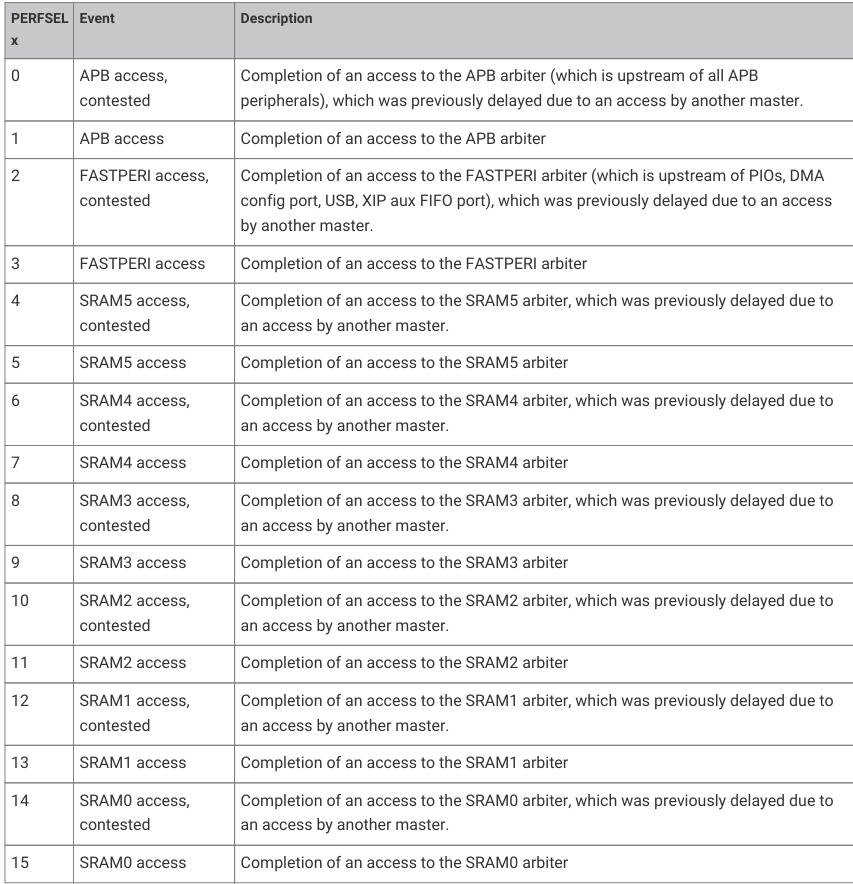 PERFSEL Event Description
x
0 APB access, Completion of an access to the APB arbiter (which is upstream of all APB
contested peripherals), which was previously delayed due to an access by another master.
1 APB access Completion of an access to the APB arbiter
2 FASTPERI access, Completion of an access to the FASTPERI arbiter (which is upstream of PIOs, DMA
contested config port, USB, XIP aux FIFO port), which was previously delayed due to an access
by another master.
3 FASTPERI access Completion of an access to the FASTPERI arbiter
4 SRAM5 access, Completion of an access to the SRAM5 arbiter, which was previously delayed due to
contested an access by another master.
5 SRAM5 access Completion of an access to the SRAM5 arbiter
6 SRAM4 access, Completion of an access to the SRAM4 arbiter, which was previously delayed due to
contested an access by another master.
7 SRAM4 access Completion of an access to the SRAM4 arbiter
8 SRAM3 access, Completion of an access to the SRAM3 arbiter, which was previously delayed due to
contested an access by another master.
9 SRAM3 access Completion of an access to the SRAM3 arbiter
10 SRAM2 access, Completion of an access to the SRAM2 arbiter, which was previously delayed due to
contested an access by another master.
11 SRAM2 access Completion of an access to the SRAM2 arbiter
12 SRAM1 access, Completion of an access to the SRAM1 arbiter, which was previously delayed due to
contested an access by another master.
13 SRAM1 access Completion of an access to the SRAM1 arbiter
14 SRAM0 access, Completion of an access to the SRAM0 arbiter, which was previously delayed due to
contested an access by another master.
15 SRAM0 access Completion of an access to the SRAM0 arbiter